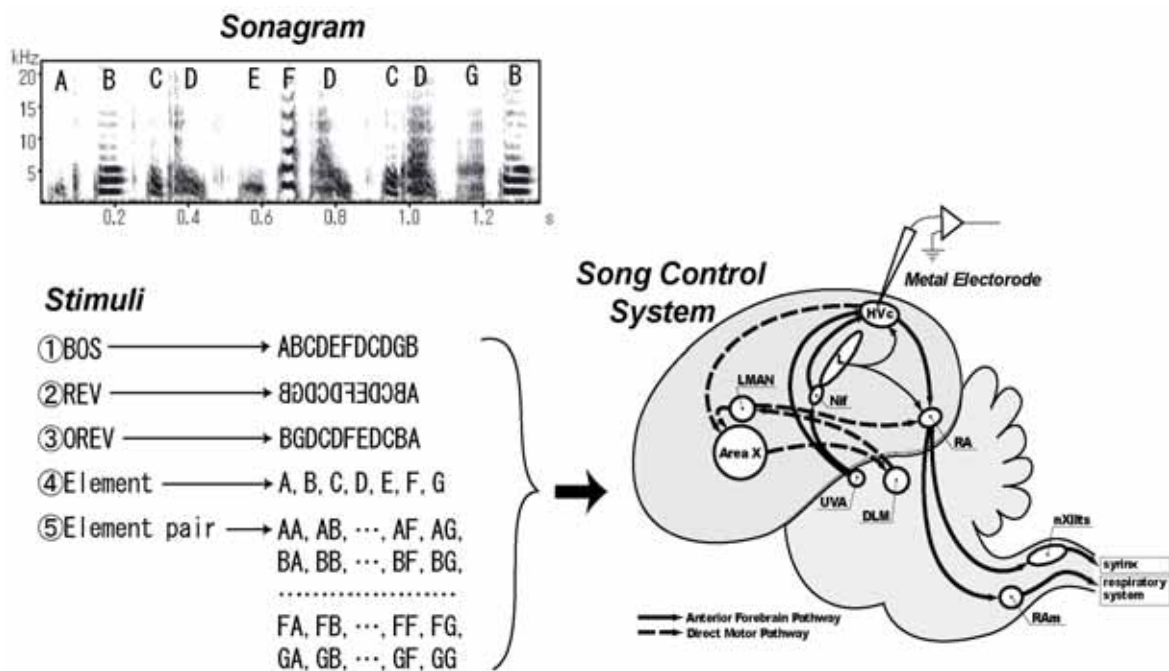 Sonagram
kHz
20
15
10
5
A B C D E F D C D G B
0.2 0.4 0.6 0.8 1.0 1.2 s
Stimuli
①BOS ABCDEFDCDGB
②REV ABCDEFDCDGB
③OREV BGDCDFEDCBA
④Element A, B, C, D, E, F, G
⑤Element pair AA, AB, ···, AF, AG,
BA, BB, ···, BF, BG,
·····················
FA, FB, ···, FF, FG,
GA, GB, ···, GF, GG
Song Control
System
Metal Electorode
HVc
LMAN
Nif
RA
Area X
UVA
DLM
nXIIts
syrinx
respiratory
system
RAm
Anterior Forebrain Pathway
Direct Motor Pathway